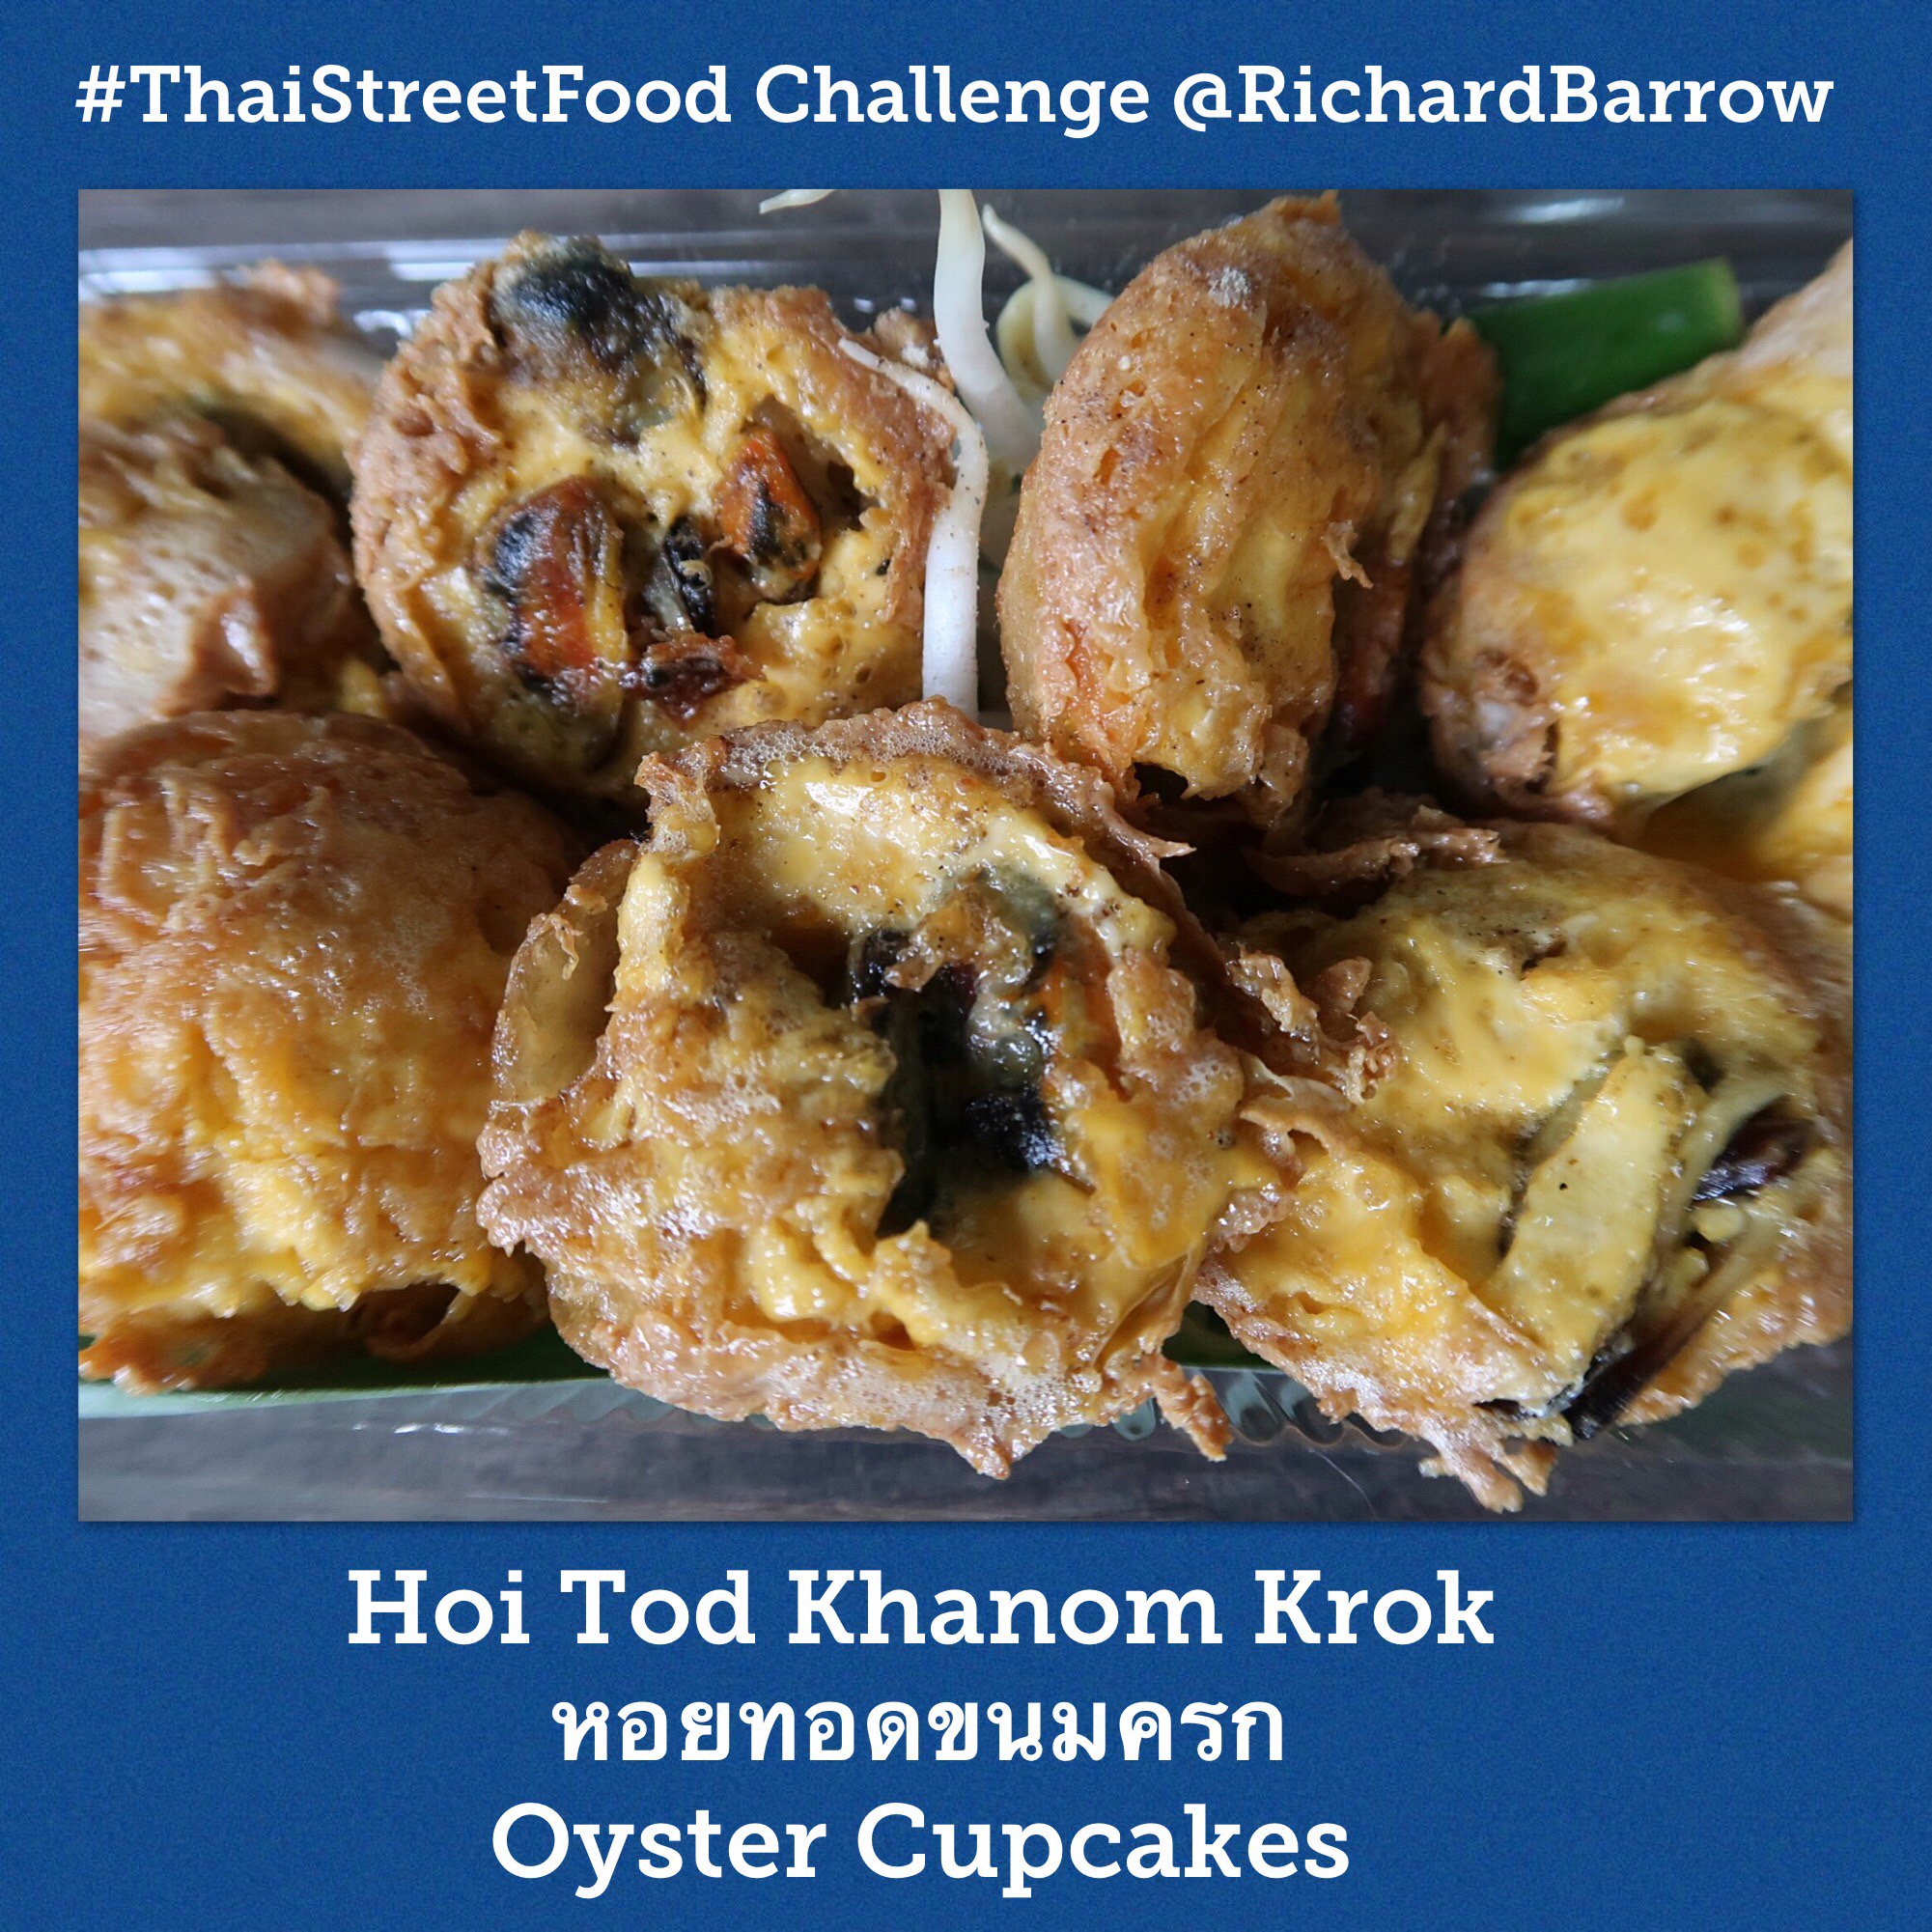 #ThaiStreetFood Challenge @RichardBarrow
Hoi Tod Khanom Krok
หอยทอดขนมครก
Oyster Cupcakes